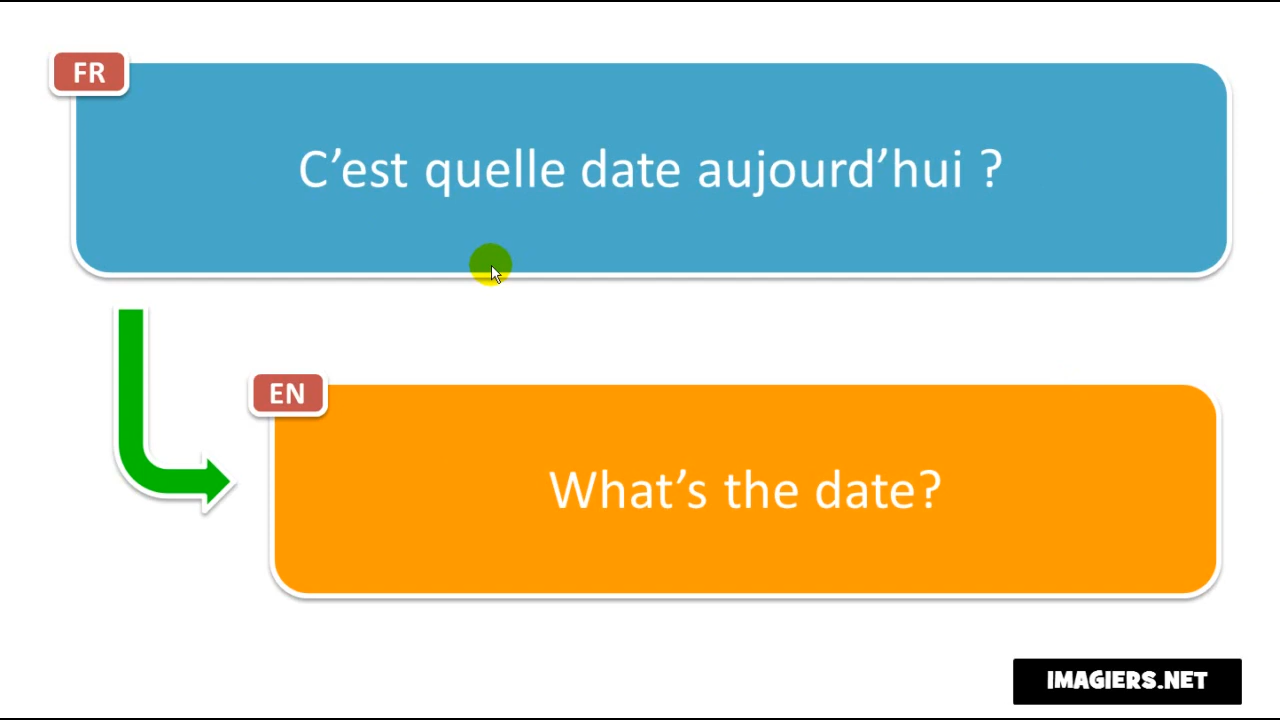 FR
C’est quelle date aujourd’hui ?
EN
What’s the date?
IMAGIERS.NET